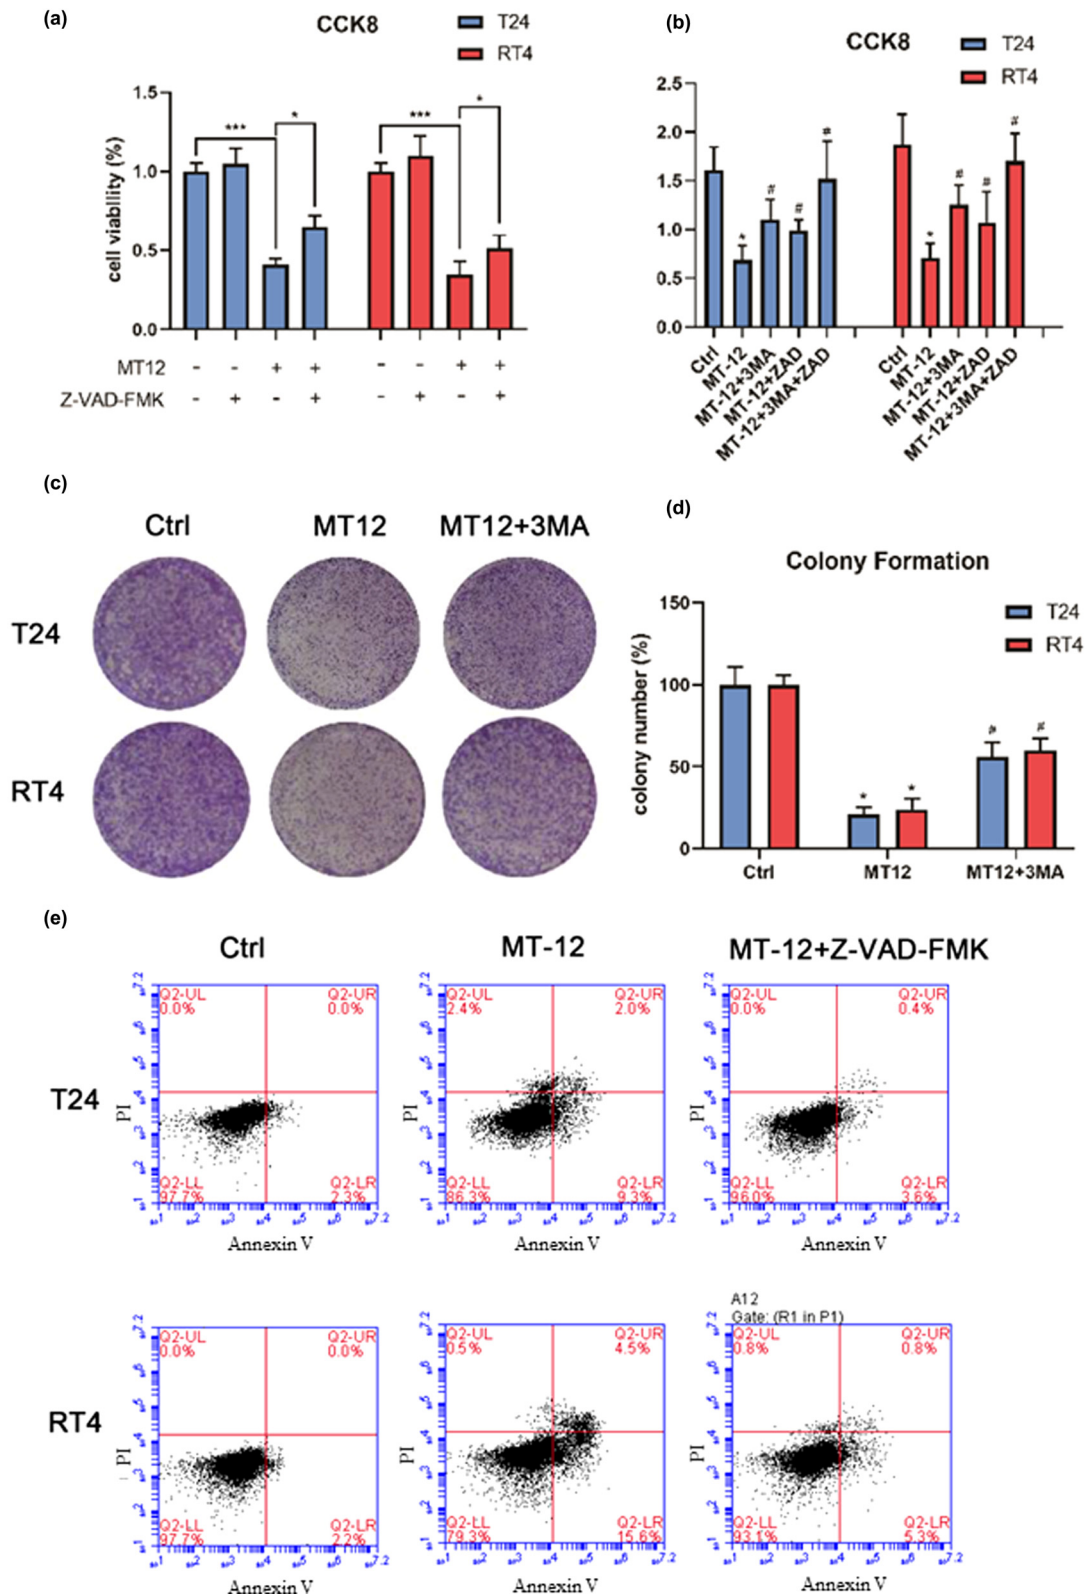 (a)
CCK8
T24
RT4
cell viability (%)
1.5
1.0
0.5
0.0
***
*
***
*
MT12 - - + + - - + +
Z-VAD-FMK - + - + - + - +
(b)
CCK8
T24
RT4
2.5
2.0
1.5
1.0
0.5
0.0
* # # #
* # # #
Ctrl
MT-12
MT-12+3MA
MT-12+ZAD
MT-12+3MA+ZAD
Ctrl
MT-12
MT-12+3MA
MT-12+ZAD
MT-12+3MA+ZAD
(c)
Ctrl MT12 MT12+3MA
T24
RT4
(d)
Colony Formation
T24
RT4
colony number (%)
150
100
50
0
* * # #
Ctrl MT12 MT12+3MA
(e)
Ctrl MT-12 MT-12+Z-VAD-FMK
T24
Q2-UL Q2-UR
0.0% 0.0%
Q2-LL Q2-LR
97.7% 2.3%
PI
Annexin V
Q2-UL Q2-UR
2.4% 2.0%
Q2-LL Q2-LR
86.3% 9.3%
PI
Annexin V
Q2-UL Q2-UR
0.0% 0.4%
Q2-LL Q2-LR
96.0% 3.6%
PI
Annexin V
RT4
Q2-UL Q2-UR
0.0% 0.0%
Q2-LL Q2-LR
97.7% 2.2%
PI
Annexin V
Q2-UL Q2-UR
0.5% 4.5%
Q2-LL Q2-LR
79.3% 15.6%
PI
Annexin V
A12
Gate: (R1 in P1)
Q2-UL Q2-UR
0.8% 0.8%
Q2-LL Q2-LR
93.1% 5.3%
PI
Annexin V